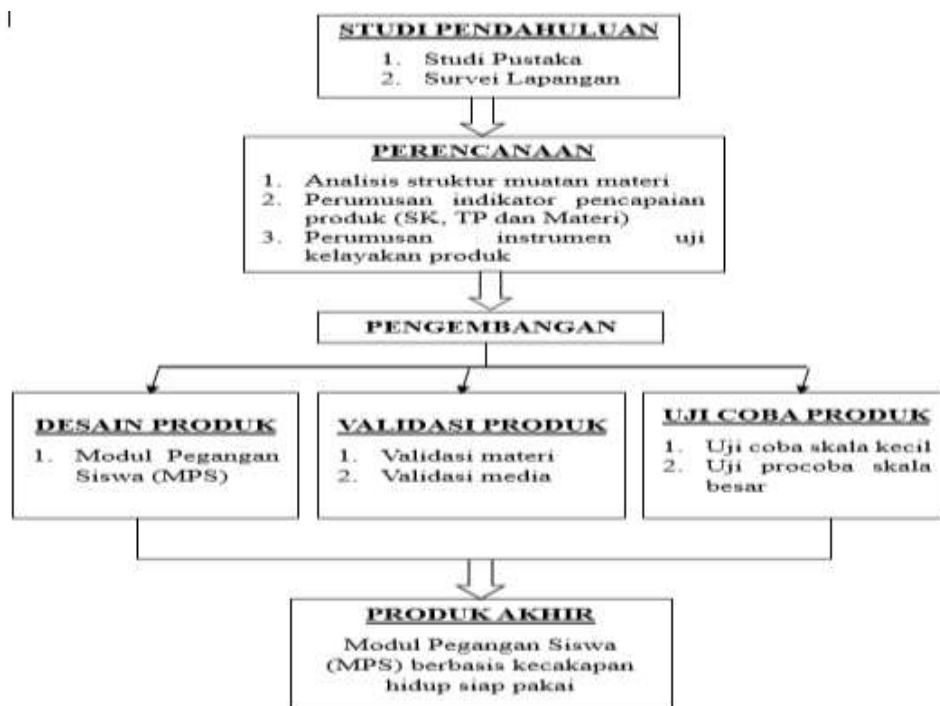 STUDI PENDAHULUAN
1. Studi Pustaka
2. Survei Lapangan
PERENCANAAN
1. Analisis struktur muatan materi
2. Perumusan indikator pencapaian
produk (SK, TP dan Materi)
3. Perumusan instrumen uji
kelayakan produk
PENGEMBANGAN
DESAIN PRODUK
1. Modul Pegangan
Siswa (MPS)
VALIDASI PRODUK
1. Validasi materi
2. Validasi media
UJI COBA PRODUK
1. Uji coba skala kecil
2. Uji procoba skala
besar
PRODUK AKHIR
Modul Pegangan Siswa
(MPS) berbasis kecakapan
hidup siap pakai